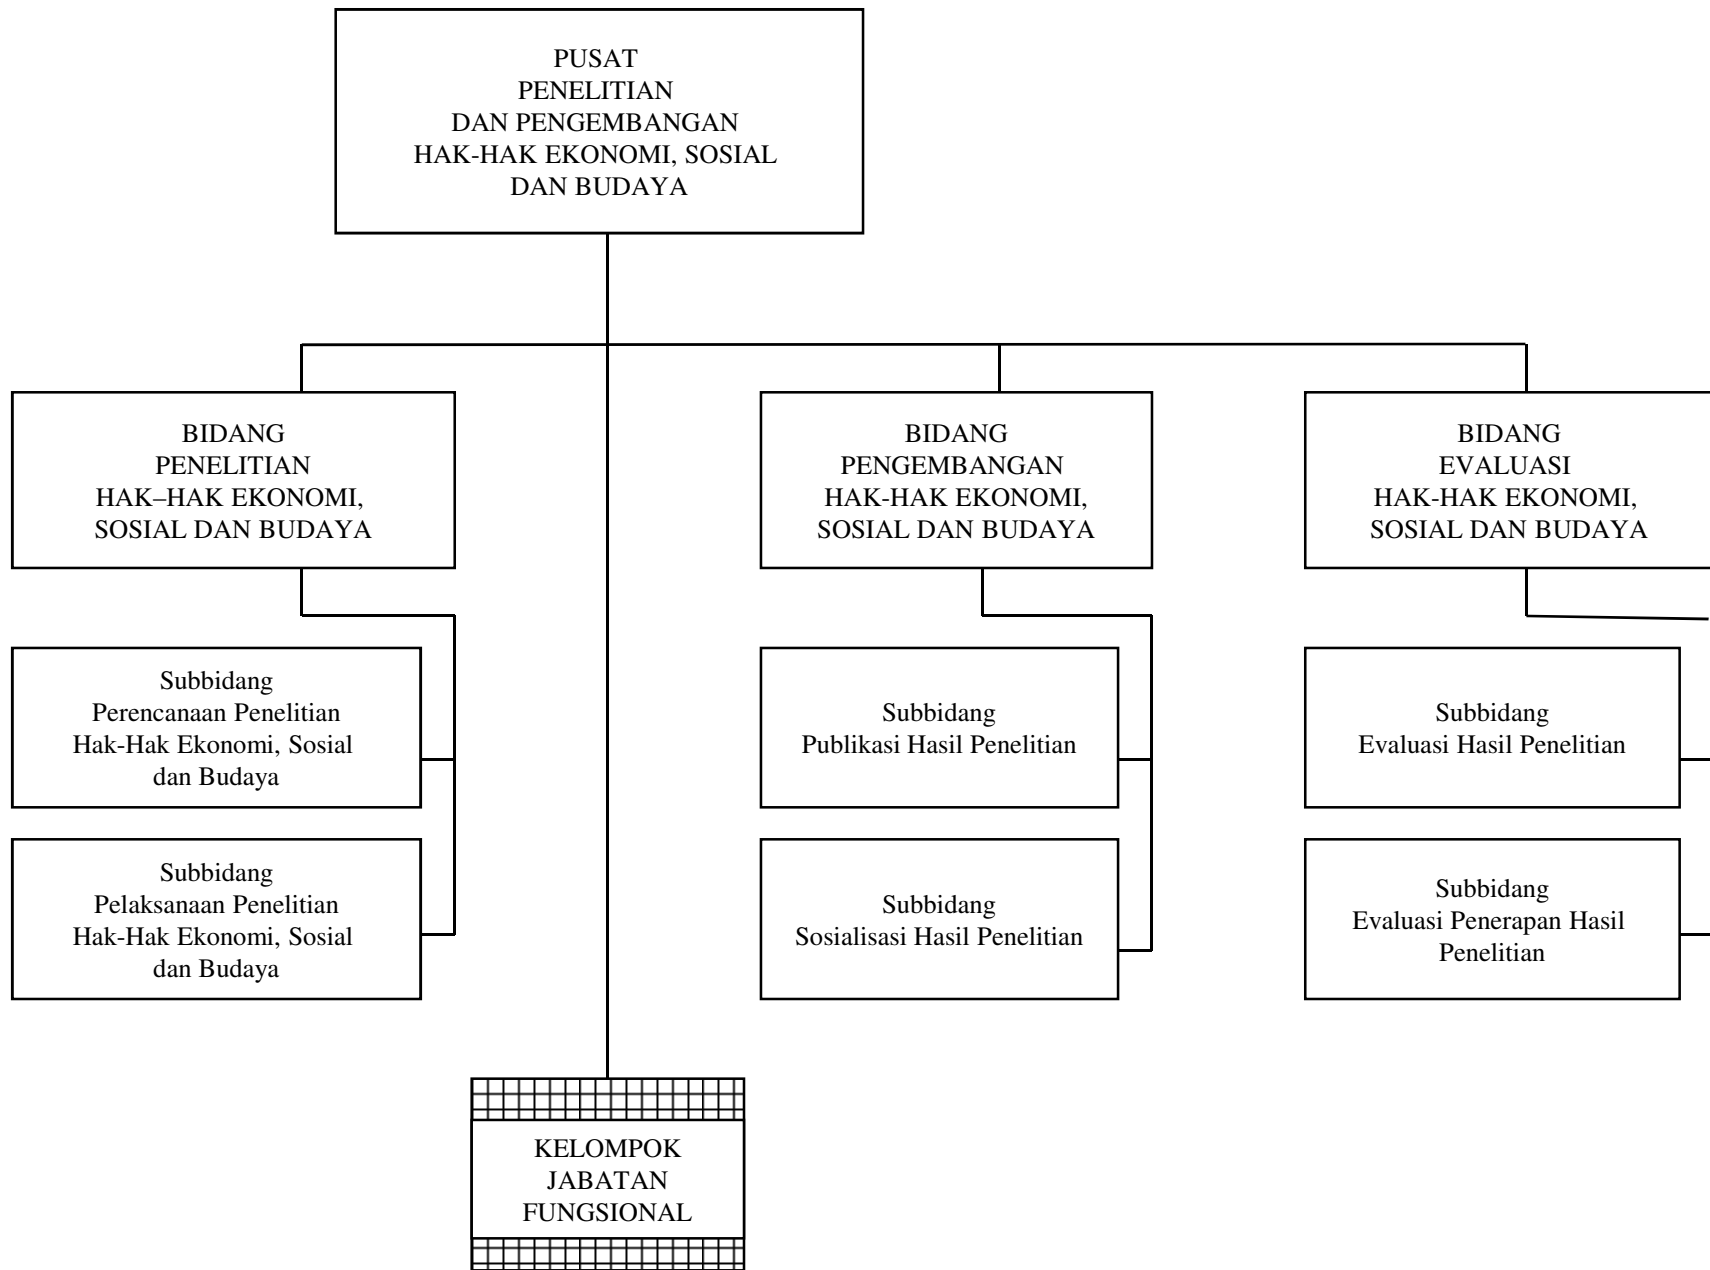 PUSAT
PENELITIAN
DAN PENGEMBANGAN
HAK-HAK EKONOMI, SOSIAL
DAN BUDAYA
BIDANG
PENELITIAN
HAK–HAK EKONOMI,
SOSIAL DAN BUDAYA
BIDANG
PENGEMBANGAN
HAK-HAK EKONOMI,
SOSIAL DAN BUDAYA
BIDANG
EVALUASI
HAK-HAK EKONOMI,
SOSIAL DAN BUDAYA
Subbidang
Perencanaan Penelitian
Hak-Hak Ekonomi, Sosial
dan Budaya
Subbidang
Publikasi Hasil Penelitian
Subbidang
Evaluasi Hasil Penelitian
Subbidang
Pelaksanaan Penelitian
Hak-Hak Ekonomi, Sosial
dan Budaya
Subbidang
Sosialisasi Hasil Penelitian
Subbidang
Evaluasi Penerapan Hasil
Penelitian
KELOMPOK
JABATAN
FUNGSIONAL